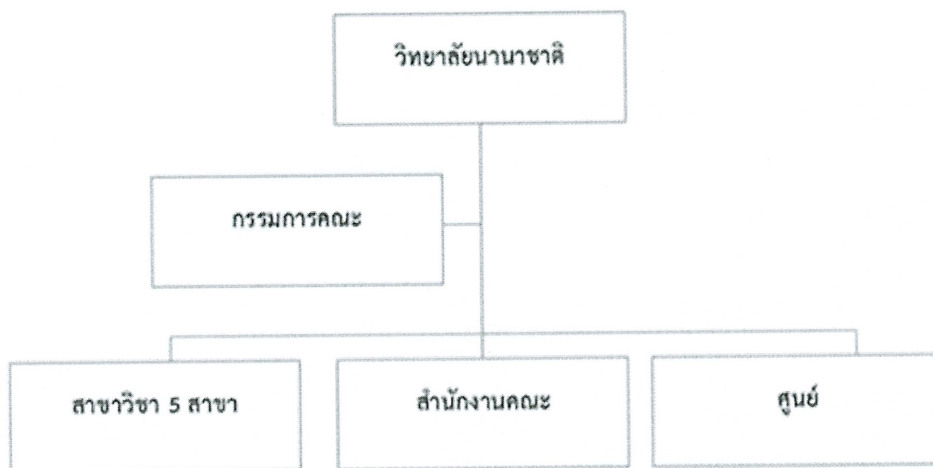 วิทยาลัยนานาชาติ
กรรมการคณะ
สาขาวิชา 5 สาขา
สำนักงานคณะ
ศูนย์